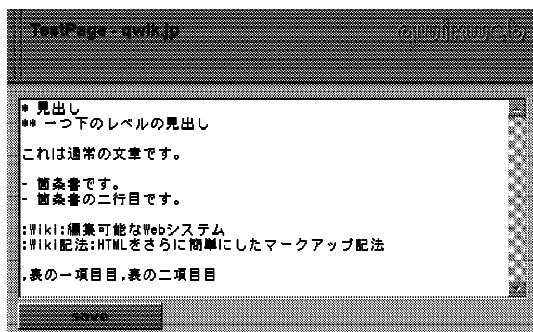 TestPage - qwik.jp
qwikweb
* 見出し
** 一つ下のレベルの見出し
これは通常の文章です。
- 箇条書です。
- 箇条書の二行目です。
:Wiki:編集可能なWebシステム
:Wiki記法:HTMLをさらに簡単にしたマークアップ記法
,表の一項目目,表の二項目目
save